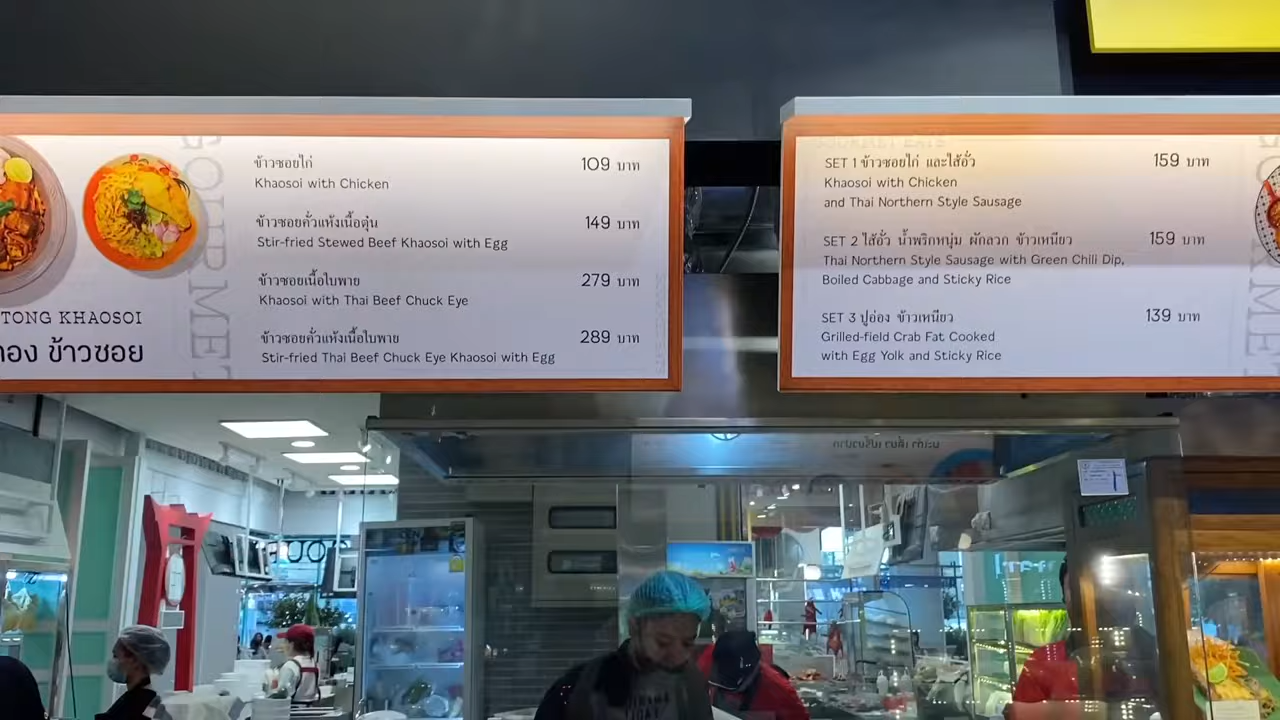 GOURMET
ข้าวซอยไก่ 109 บาท
Khaosoi with Chicken
ข้าวซอยคั่วแห้งเนื้อตุ๋น 149 บาท
Stir-fried Stewed Beef Khaosoi with Egg
ข้าวซอยเนื้อใบพาย 279 บาท
Khaosoi with Thai Beef Chuck Eye
ข้าวซอยคั่วแห้งเนื้อใบพาย 289 บาท
Stir-fried Thai Beef Chuck Eye Khaosoi with Egg
TONG KHAOSOI
ข้าวซอย
SET 1 ข้าวซอยไก่ และไส้อั่ว 159 บาท
Khaosoi with Chicken
and Thai Northern Style Sausage
SET 2 ไส้อั่ว น้ำพริกหนุ่ม ผักลวก ข้าวเหนียว 159 บาท
Thai Northern Style Sausage with Green Chili Dip,
Boiled Cabbage and Sticky Rice
SET 3 ปูอ่อง ข้าวเหนียว 139 บาท
Grilled-field Crab Fat Cooked
with Egg Yolk and Sticky Rice